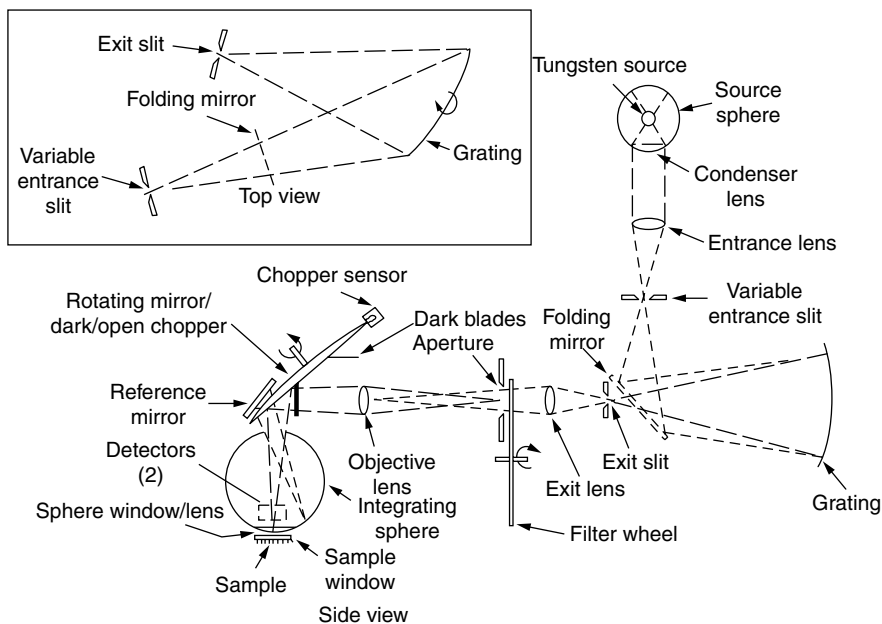 Exit slit
Folding mirror
Variable
entrance
slit
Top view
Grating
Tungsten source
Source
sphere
Condenser
lens
Entrance lens
Variable
entrance slit
Chopper sensor
Rotating mirror/
dark/open chopper
Dark blades
Aperture
Folding
mirror
Reference
mirror
Detectors
(2)
Objective
lens
Integrating
sphere
Exit lens
Exit slit
Grating
Sphere window/lens
Filter wheel
Sample
Sample
window
Side view